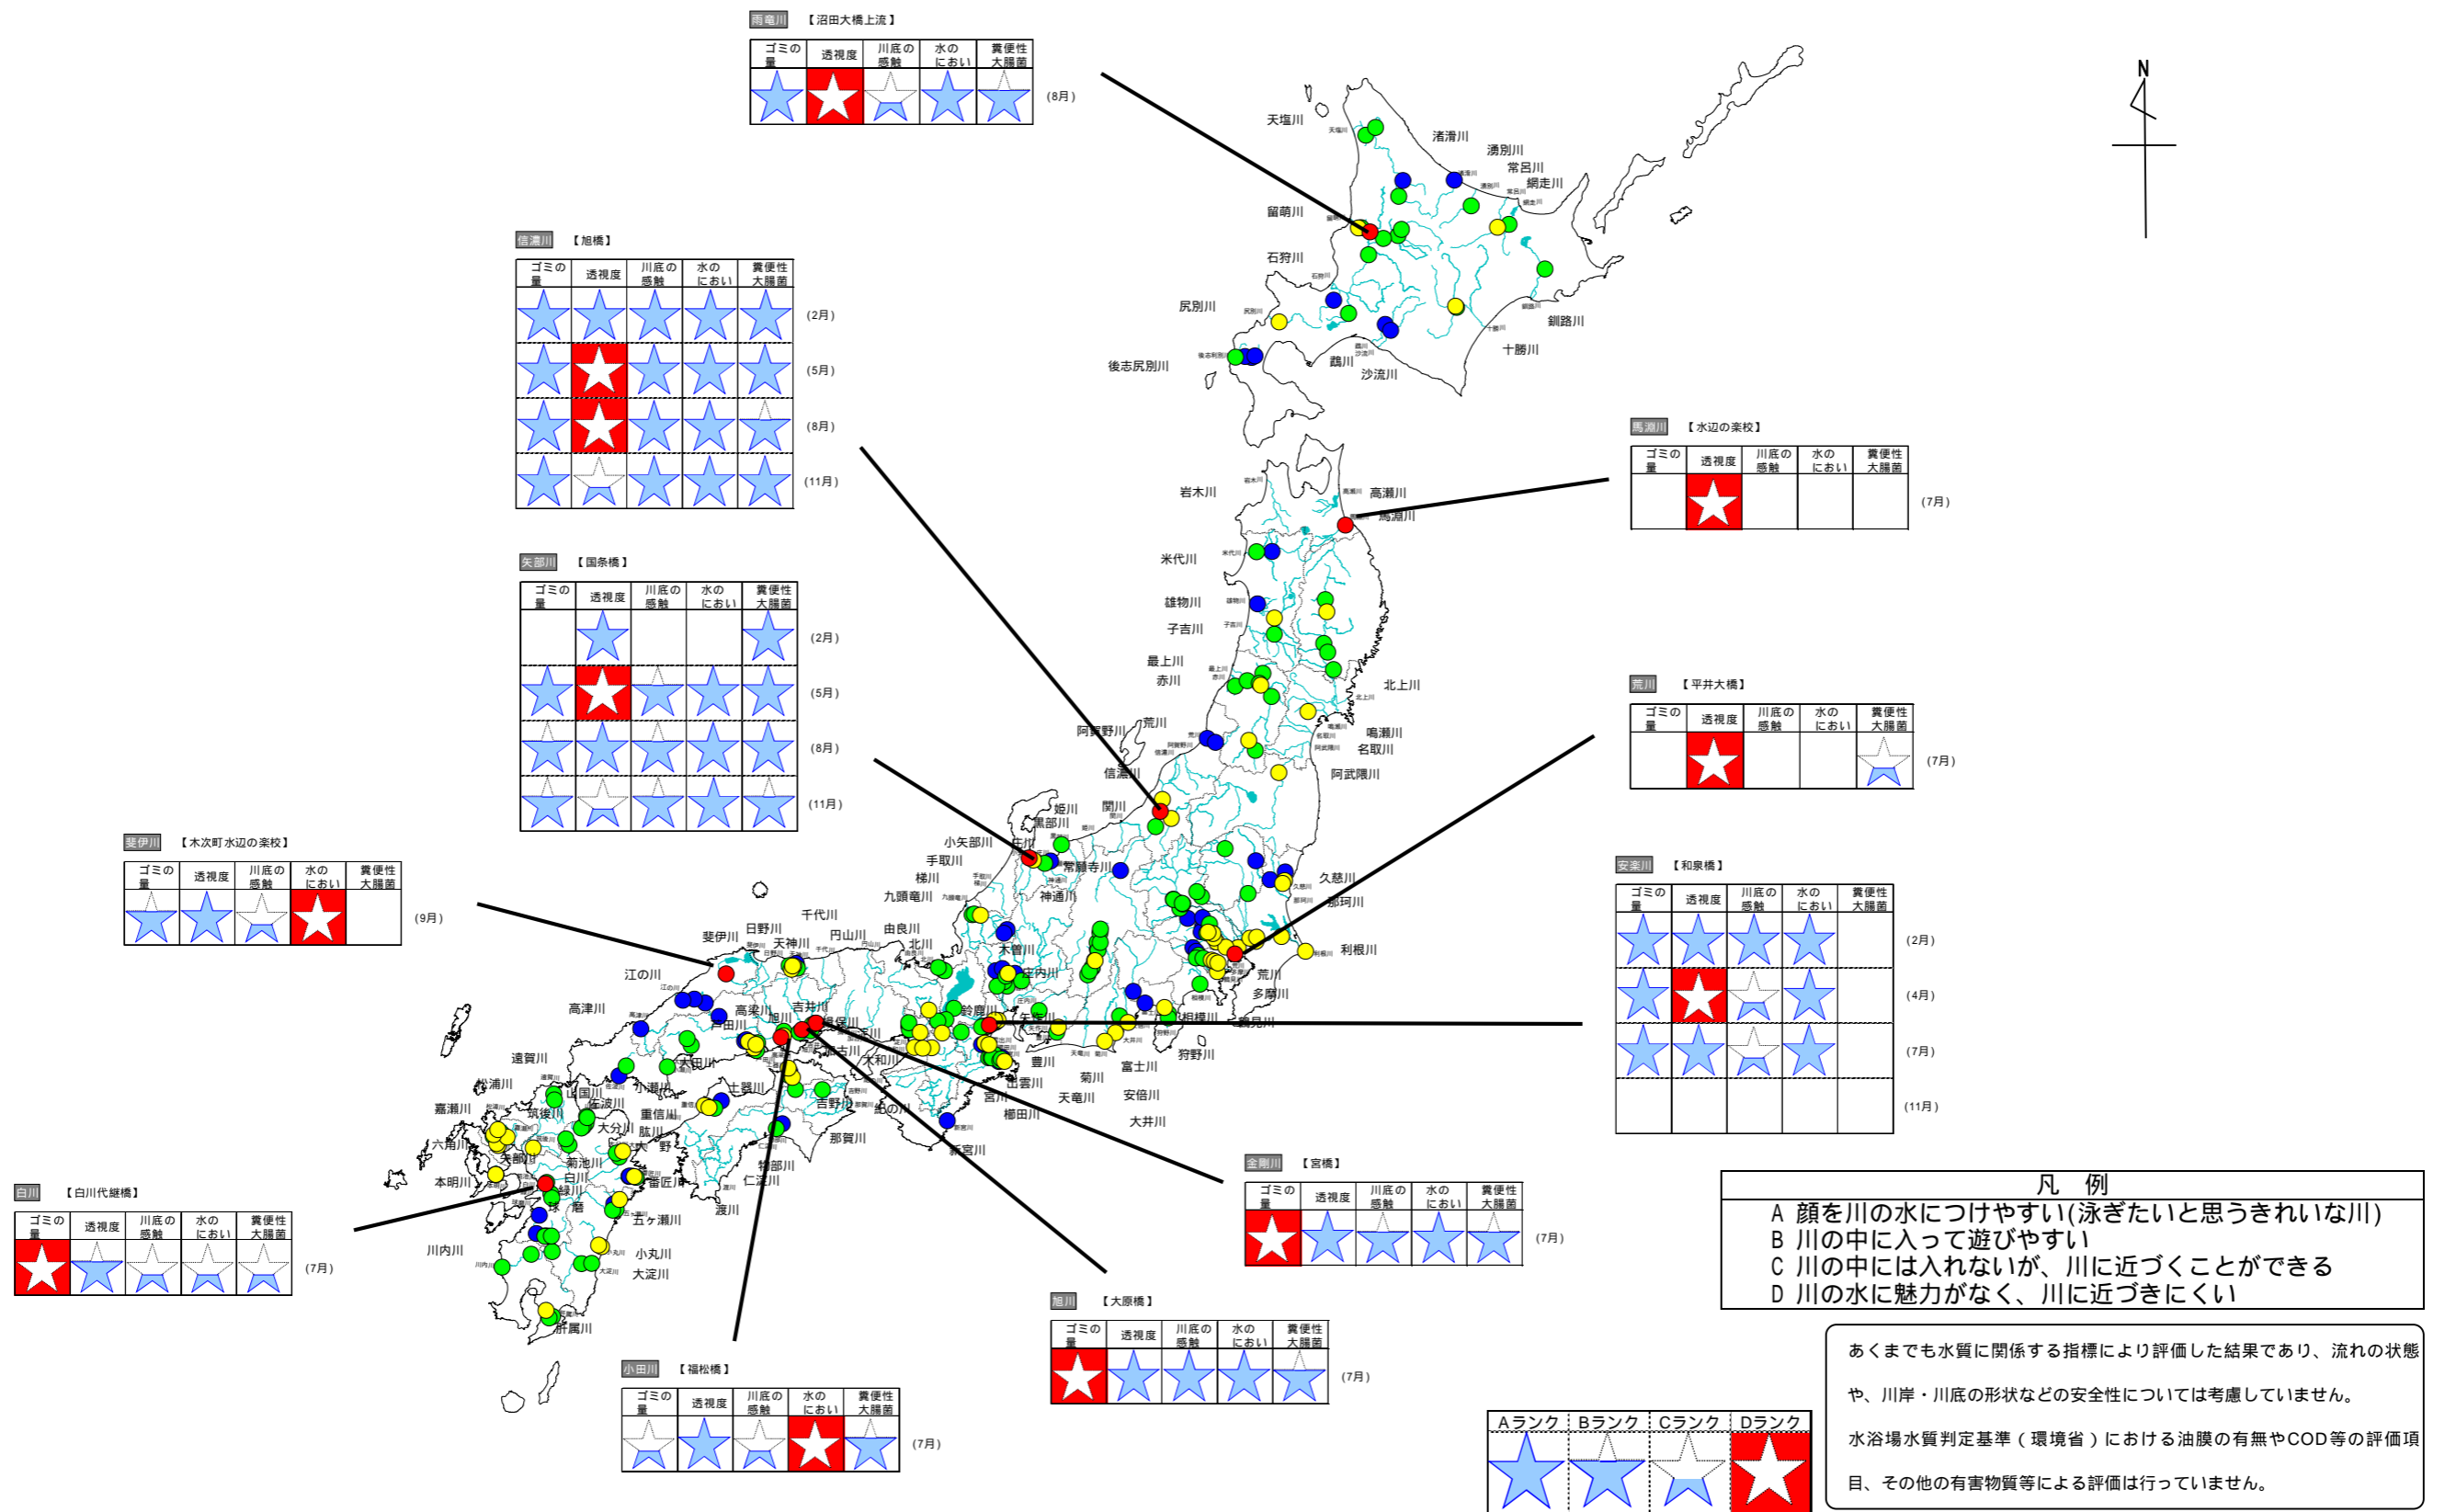 雨竜川 【沼田大橋上流】
ゴミの量 透視度 川底の感触 水のにおい 糞便性大腸菌
(8月)
信濃川 【旭橋】
ゴミの量 透視度 川底の感触 水のにおい 糞便性大腸菌
(2月)
(5月)
(8月)
(11月)
矢部川 【国条橋】
ゴミの量 透視度 川底の感触 水のにおい 糞便性大腸菌
(2月)
(5月)
(8月)
(11月)
斐伊川 【木次町水辺の楽校】
ゴミの量 透視度 川底の感触 水のにおい 糞便性大腸菌
(9月)
白川 【白川代継橋】
ゴミの量 透視度 川底の感触 水のにおい 糞便性大腸菌
(7月)
小田川 【福松橋】
ゴミの量 透視度 川底の感触 水のにおい 糞便性大腸菌
(7月)
旭川 【大原橋】
ゴミの量 透視度 川底の感触 水のにおい 糞便性大腸菌
(7月)
金剛川 【宮橋】
ゴミの量 透視度 川底の感触 水のにおい 糞便性大腸菌
(7月)
馬淵川 【水辺の楽校】
ゴミの量 透視度 川底の感触 水のにおい 糞便性大腸菌
(7月)
荒川 【平井大橋】
ゴミの量 透視度 川底の感触 水のにおい 糞便性大腸菌
(7月)
安楽川 【和泉橋】
ゴミの量 透視度 川底の感触 水のにおい 糞便性大腸菌
(2月)
(4月)
(7月)
(11月)
N
天塩川
渚滑川
湧別川
常呂川
網走川
留萌川
石狩川
尻別川
後志尻別川
鵡川
沙流川
十勝川
釧路川
岩木川
高瀬川
馬淵川
米代川
雄物川
子吉川
最上川
赤川
北上川
鳴瀬川
名取川
阿武隈川
荒川
阿賀野川
信濃川
関川
姫川
黒部川
常願寺川
神通川
庄川
小矢部川
手取川
梯川
九頭竜川
久慈川
那珂川
利根川
荒川
多摩川
鶴見川
相模川
狩野川
富士川
安倍川
大井川
菊川
天竜川
豊川
矢作川
庄内川
木曽川
鈴鹿川
出雲川
櫛田川
宮川
新宮川
紀の川
大和川
由良川
北川
円山川
千代川
天神川
日野川
斐伊川
江の川
高津川
吉井川
旭川
高梁川
芦田川
揖保川
加古川
太田川
小瀬川
佐波川
土器川
吉野川
那賀川
重信川
肱川
物部川
仁淀川
渡川
遠賀川
山国川
松浦川
嘉瀬川
筑後川
六角川
矢部川
本明川
菊池川
白川
緑川
球磨
大分川
大野
番匠川
五ヶ瀬川
小丸川
大淀川
川内川
肝属川
凡 例
A 顔を川の水につけやすい(泳ぎたいと思うきれいな川)
B 川の中に入って遊びやすい
C 川の中には入れないが、川に近づくことができる
D 川の水に魅力がなく、川に近づきにくい
Aランク Bランク Cランク Dランク
あくまでも水質に関係する指標により評価した結果であり、流れの状態
や、川岸・川底の形状などの安全性については考慮していません。
水浴場水質判定基準（環境省）における油膜の有無やCOD等の評価項
目、その他の有害物質等による評価は行っていません。